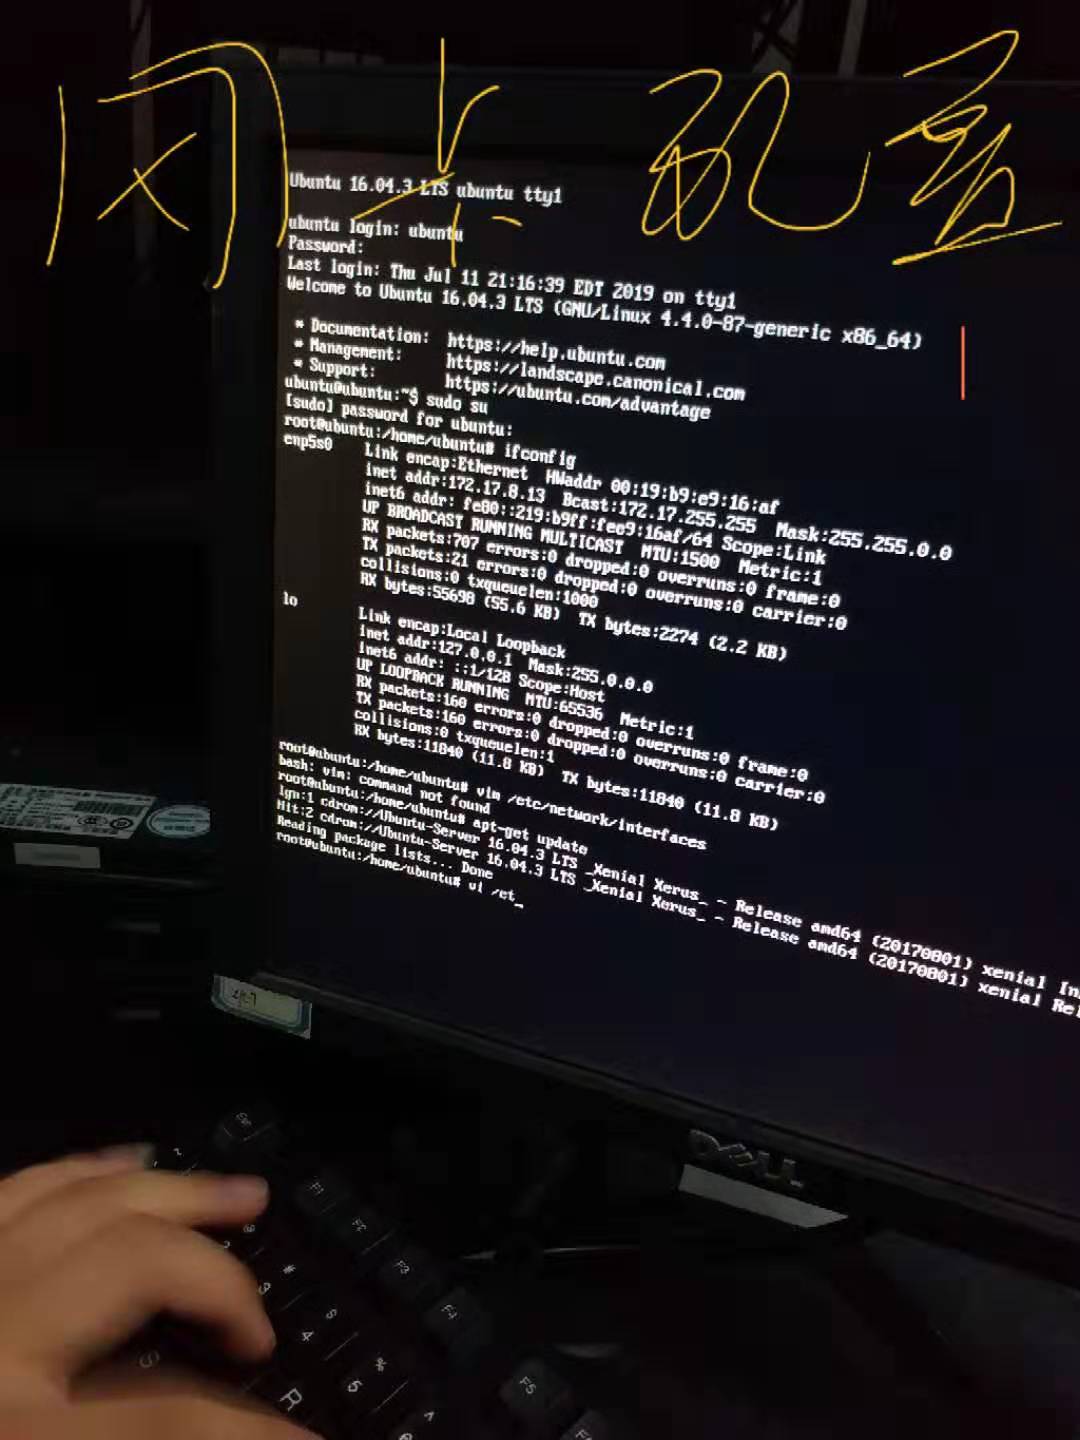 网卡配置
Ubuntu 16.04.3 LTS ubuntu tty1
ubuntu login: ubuntu
Password:
Last login: Thu Jul 11 21:16:39 EDT 2019 on tty1
Welcome to Ubuntu 16.04.3 LTS (GNU/Linux 4.4.0-87-generic x86_64)
* Documentation: https://help.ubuntu.com
* Management: https://landscape.canonical.com
* Support: https://ubuntu.com/advantage
ubuntu@ubuntu:~$ sudo su
[sudo] password for ubuntu:
root@ubuntu:/home/ubuntu# ifconfig
enp5s0 Link encap:Ethernet HWaddr 00:19:b9:e9:16:af
inet addr:172.17.8.13 Bcast:172.17.255.255 Mask:255.255.0.0
inet6 addr: fe80::219:b9ff:fee9:16af/64 Scope:Link
UP BROADCAST RUNNING MULTICAST MTU:1500 Metric:1
RX packets:707 errors:0 dropped:0 overruns:0 frame:0
TX packets:21 errors:0 dropped:0 overruns:0 carrier:0
collisions:0 txqueuelen:1000
RX bytes:55698 (55.6 KB) TX bytes:2274 (2.2 KB)
lo Link encap:Local Loopback
inet addr:127.0.0.1 Mask:255.0.0.0
inet6 addr: ::1/128 Scope:Host
UP LOOPBACK RUNNING MTU:65536 Metric:1
RX packets:160 errors:0 dropped:0 overruns:0 frame:0
TX packets:160 errors:0 dropped:0 overruns:0 carrier:0
collisions:0 txqueuelen:1
RX bytes:11840 (11.8 KB) TX bytes:11840 (11.8 KB)
root@ubuntu:/home/ubuntu# vim /etc/network/interfaces
bash: vim: command not found
root@ubuntu:/home/ubuntu# apt-get update
Ign:1 cdrom://Ubuntu-Server 16.04.3 LTS _Xenial Xerus_ - Release amd64 (20170801) xenial In
Hit:2 cdrom://Ubuntu-Server 16.04.3 LTS _Xenial Xerus_ - Release amd64 (20170801) xenial Rel
Reading package lists... Done
root@ubuntu:/home/ubuntu# vi /et_
DELL
Esc
F1 F2 F3 F4 F5
@ # $ % ^
2 3 4 5
R